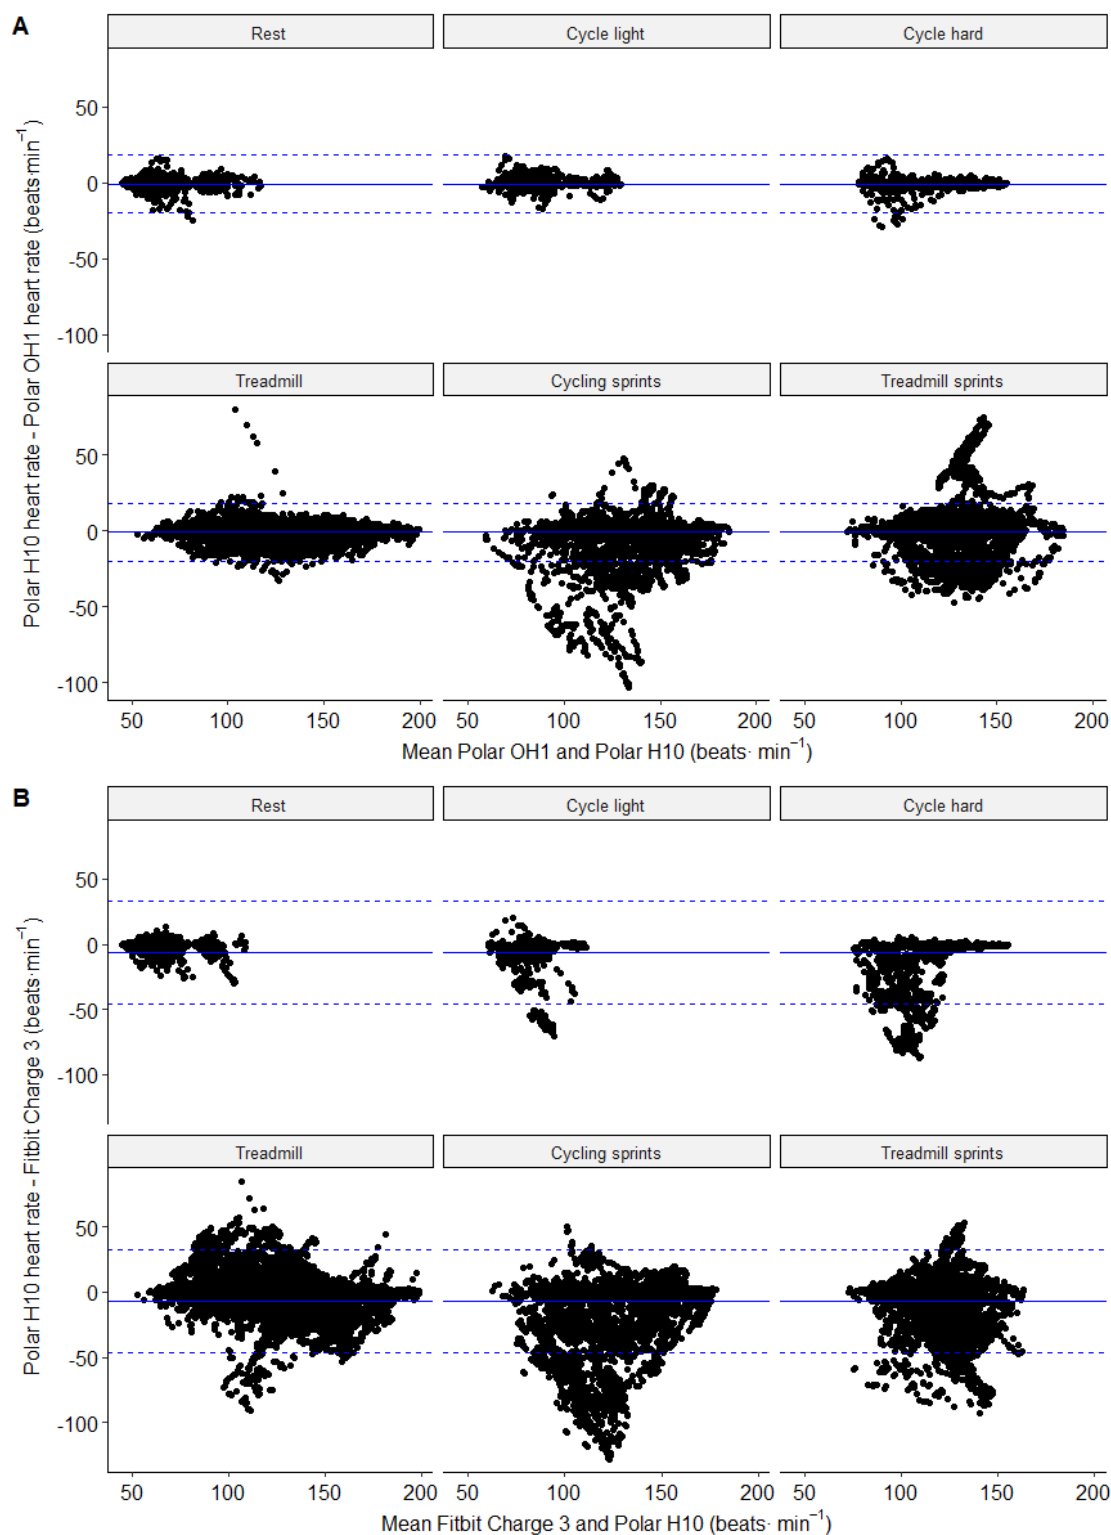 A
Rest Cycle light Cycle hard
50
0
-50
-100
Polar H10 heart rate - Polar OH1 heart rate (beats·min⁻¹)
Treadmill Cycling sprints Treadmill sprints
50
0
-50
-100
50 100 150 200 50 100 150 200 50 100 150 200
Mean Polar OH1 and Polar H10 (beats· min⁻¹)
B
Rest Cycle light Cycle hard
50
0
-50
-100
Polar H10 heart rate - Fitbit Charge 3 (beats·min⁻¹)
Treadmill Cycling sprints Treadmill sprints
50
0
-50
-100
50 100 150 200 50 100 150 200 50 100 150 200
Mean Fitbit Charge 3 and Polar H10 (beats· min⁻¹)